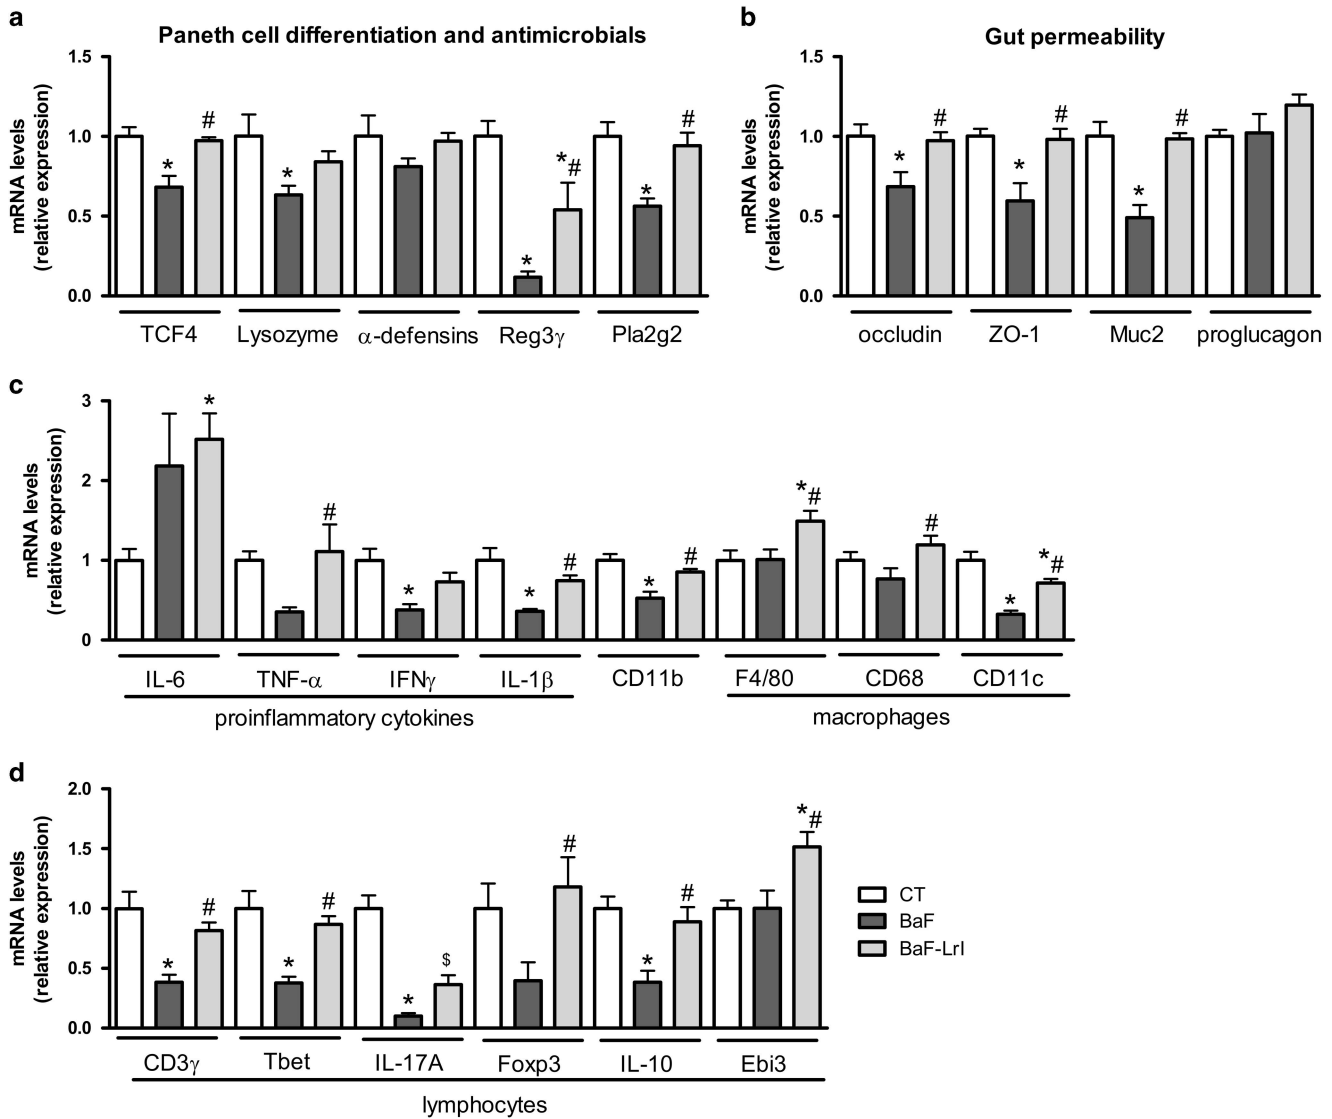 a
Paneth cell differentiation and antimicrobials
mRNA levels
(relative expression)
1.5
1.0
0.5
0.0
* # * * *# * #
TCF4 Lysozyme α-defensins Reg3γ Pla2g2
b
Gut permeability
mRNA levels
(relative expression)
1.5
1.0
0.5
0.0
* # * # * #
occludin ZO-1 Muc2 proglucagon
c
mRNA levels
(relative expression)
3
2
1
0
* # * * # * # *# # * *#
IL-6 TNF-α IFNγ IL-1β CD11b F4/80 CD68 CD11c
proinflammatory cytokines macrophages
d
mRNA levels
(relative expression)
2.0
1.5
1.0
0.5
0.0
* # * # * $ # * # *#
CD3γ Tbet IL-17A Foxp3 IL-10 Ebi3
lymphocytes
CT
BaF
BaF-Lrl